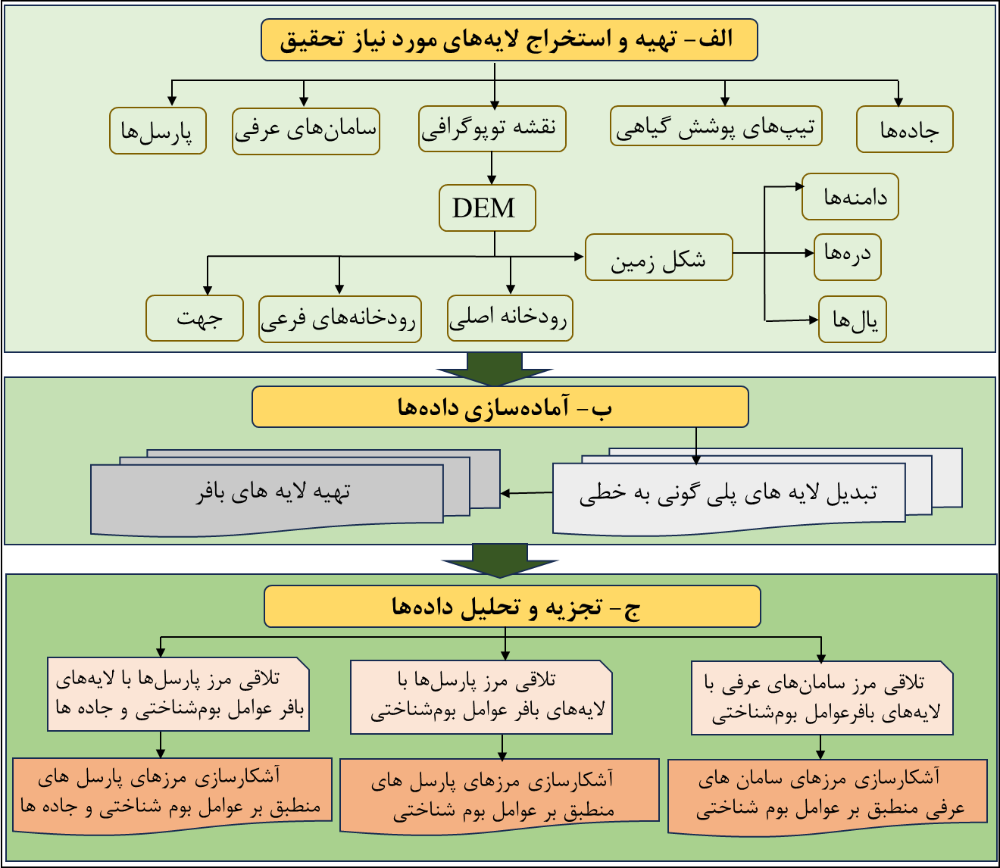 الف- تهیه و استخراج لایه‌های مورد نیاز تحقیق
جاده‌ها
تیپ‌های پوشش گیاهی
نقشه توپوگرافی
سامان‌های عرفی
پارسل‌ها
DEM
دامنه‌ها
دره‌ها
یال‌ها
شکل زمین
رودخانه اصلی
رودخانه‌های فرعی
جهت
ب- آماده‌سازی داده‌ها
تبدیل لایه های پلی گونی به خطی
تهیه لایه های بافر
ج- تجزیه و تحلیل داده‌ها
تلاقی مرز سامان‌های عرفی با
لایه‌های بافرعوامل بوم‌شناختی
تلاقی مرز پارسل‌ها با
لایه‌های بافر عوامل بوم‌شناختی
تلاقی مرز پارسل‌ها با لایه‌های
بافر عوامل بوم‌شناختی و جاده ها
آشکارسازی مرزهای سامان های
عرفی منطبق بر عوامل بوم شناختی
آشکارسازی مرزهای پارسل های
منطبق بر عوامل بوم شناختی
آشکارسازی مرزهای پارسل های
منطبق بر عوامل بوم شناختی و جاده ها